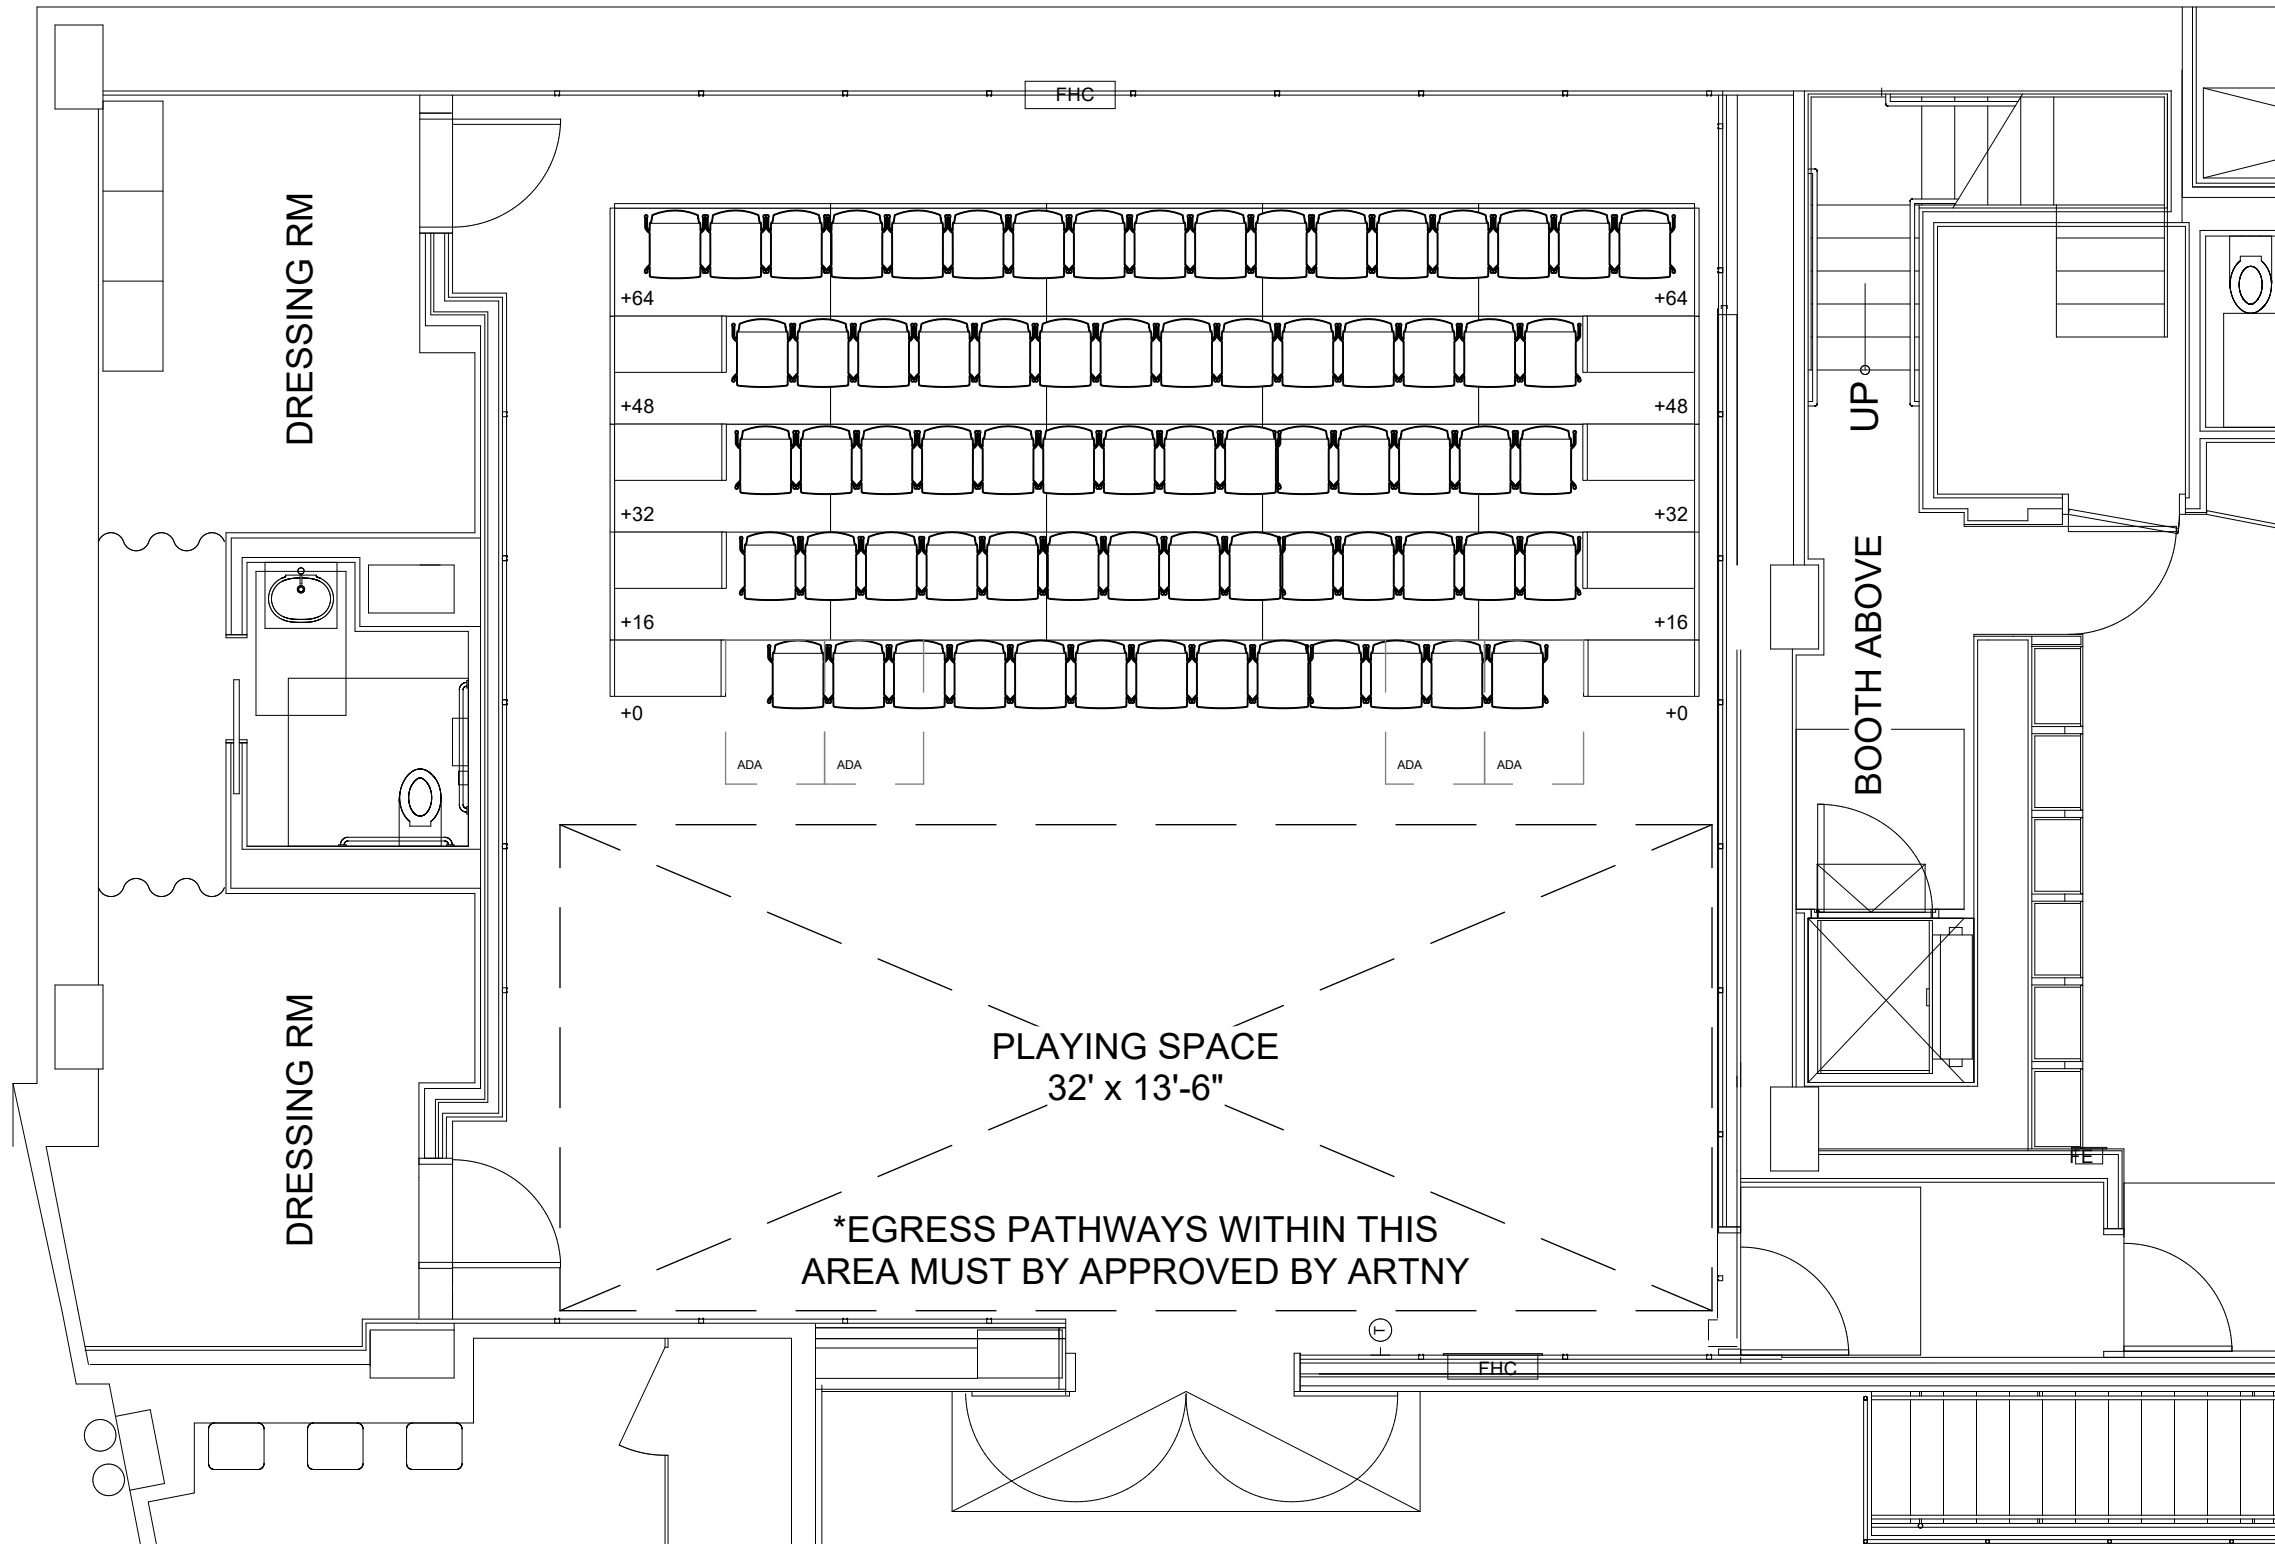 FHC
DRESSING RM
+64
+64
+48
+48
UP
+32
+32
BOOTH ABOVE
+16
+16
+0
+0
ADA
ADA
ADA
ADA
DRESSING RM
PLAYING SPACE
32' x 13'-6"
FE
*EGRESS PATHWAYS WITHIN THIS
AREA MUST BY APPROVED BY ARTNY
T
FHC